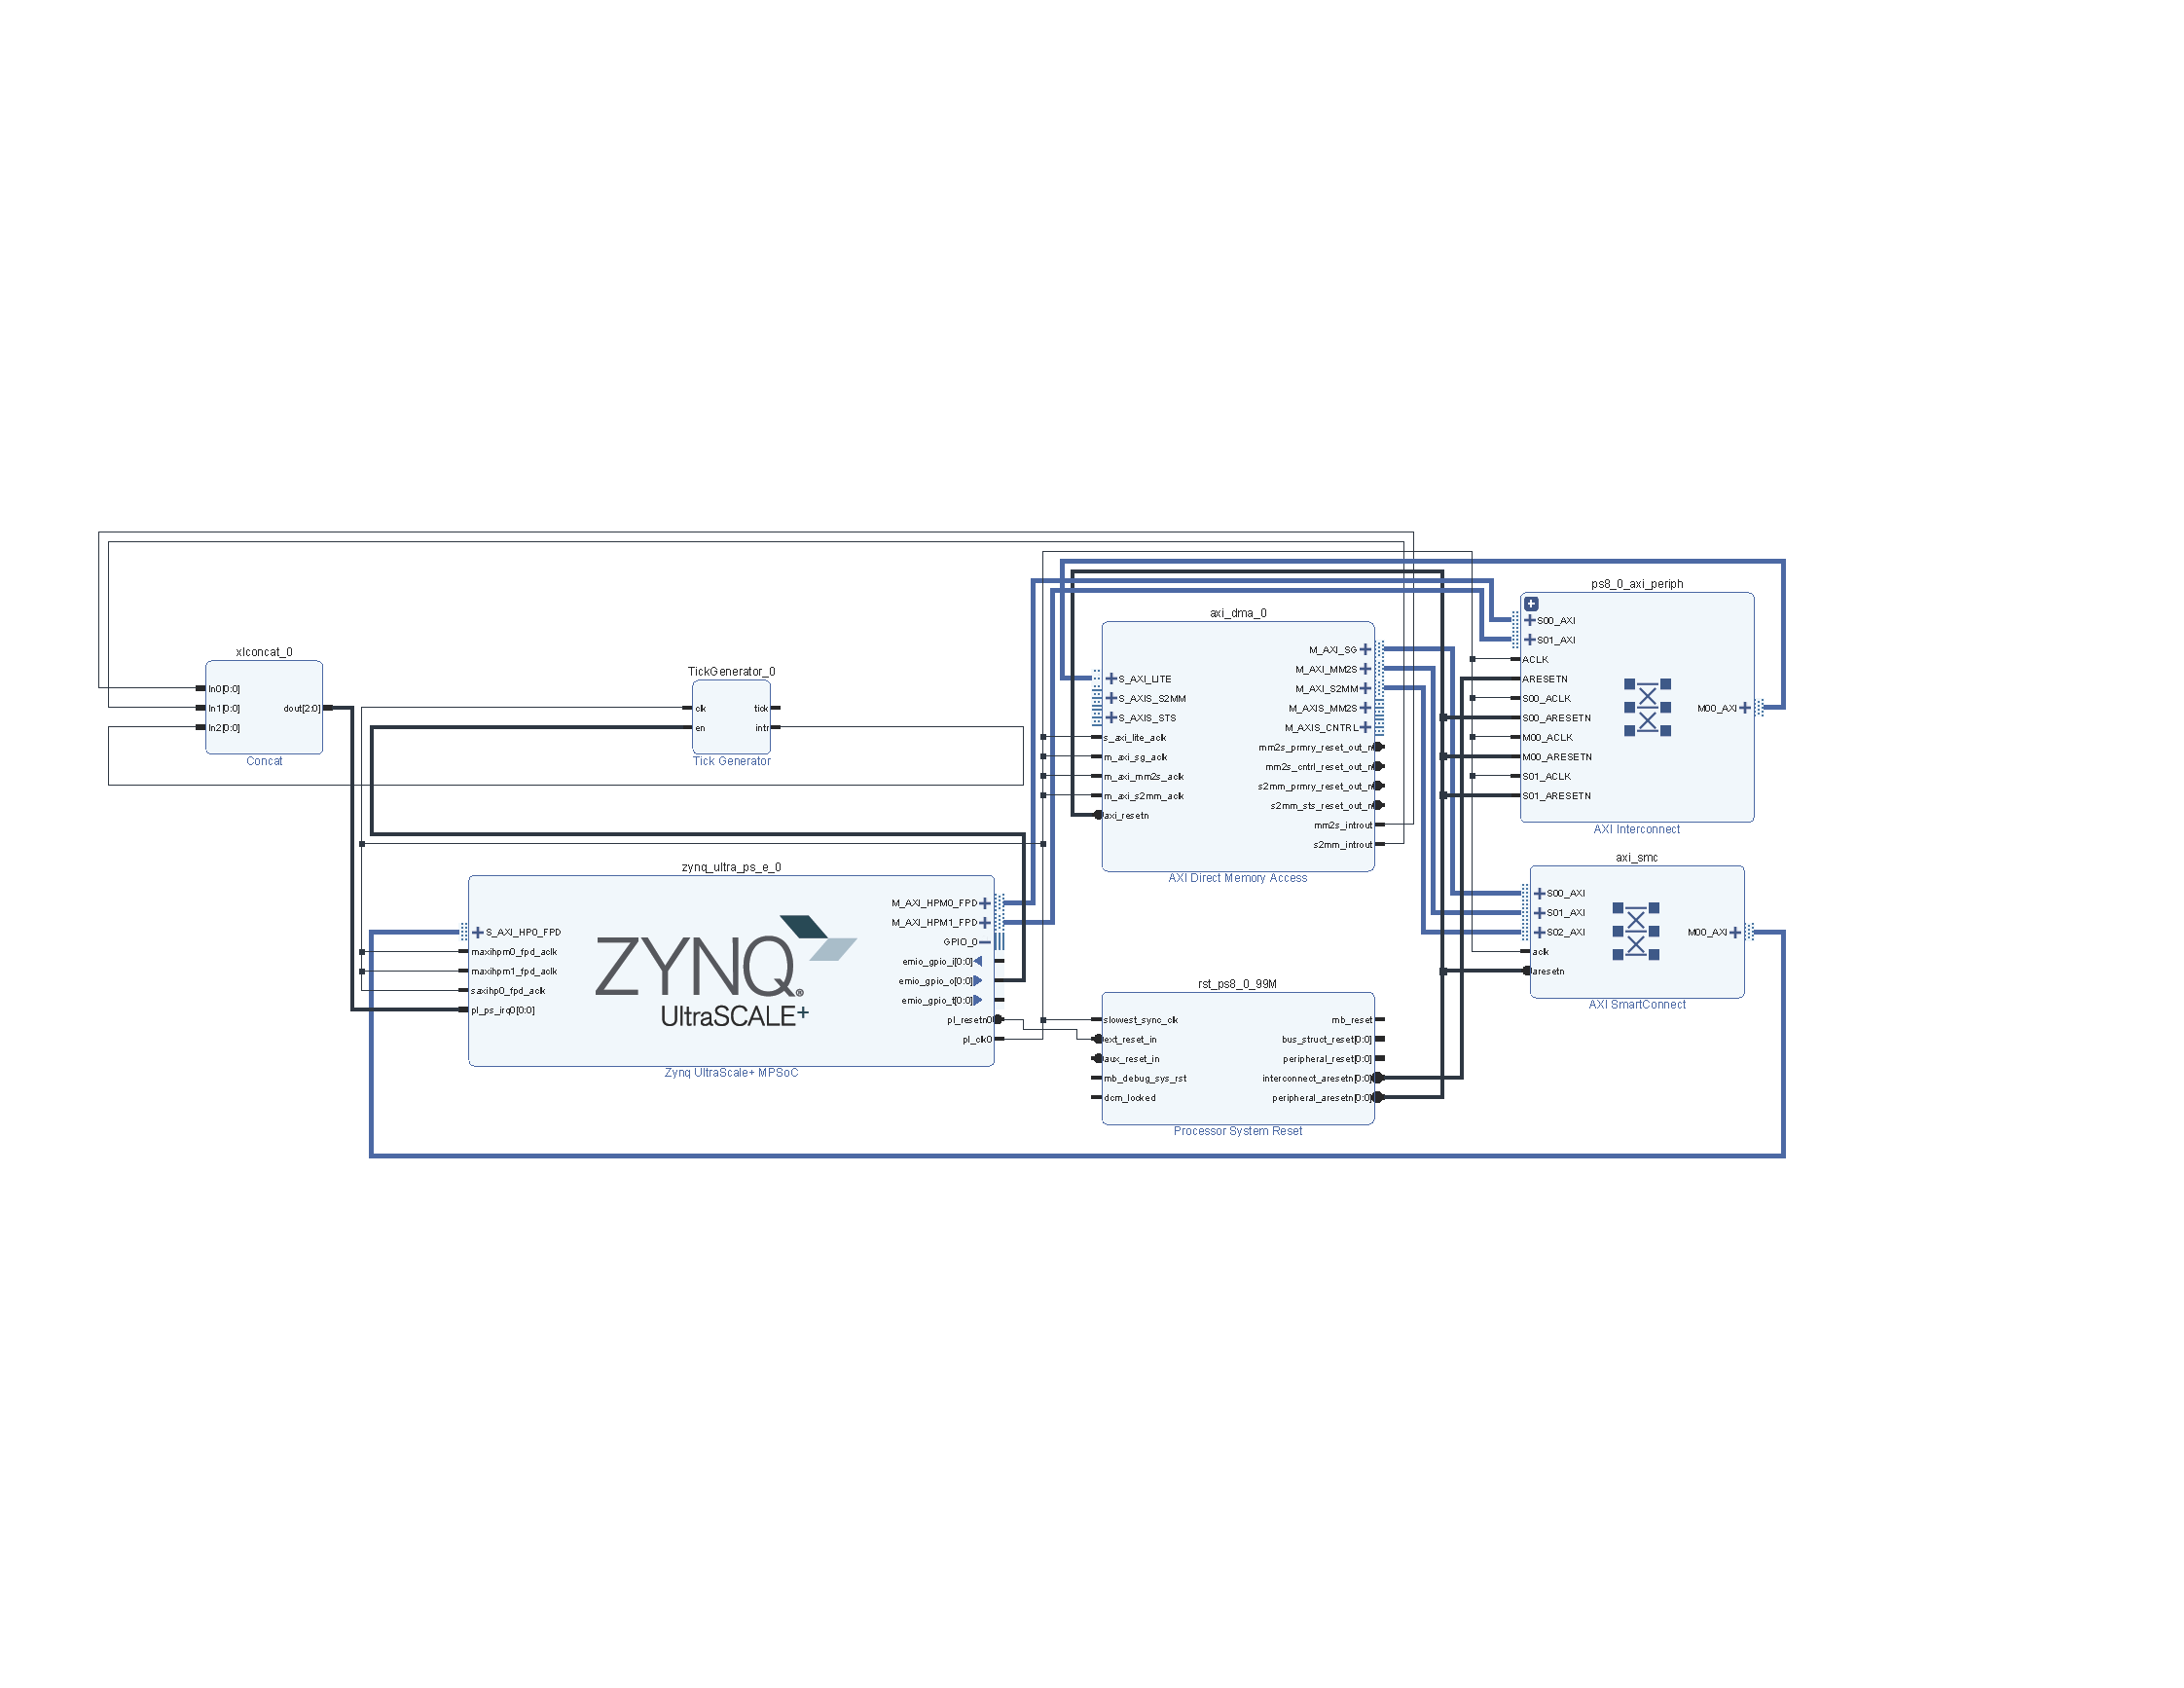 xlconcat_0
In0[0:0]
In1[0:0]
In2[0:0]
dout[2:0]
Concat
TickGenerator_0
clk
en
tick
intr
Tick Generator
zynq_ultra_ps_e_0
S_AXI_HP0_FPD
maxihpm0_fpd_aclk
maxihpm1_fpd_aclk
saxihp0_fpd_aclk
pl_ps_irq0[0:0]
ZYNQ®
UltraSCALE+
M_AXI_HPM0_FPD
M_AXI_HPM1_FPD
GPIO_0
emio_gpio_i[0:0]
emio_gpio_o[0:0]
emio_gpio_t[0:0]
pl_resetn0
pl_clk0
Zynq UltraScale+ MPSoC
axi_dma_0
S_AXI_LITE
S_AXIS_S2MM
S_AXIS_STS
s_axi_lite_aclk
m_axi_sg_aclk
m_axi_mm2s_aclk
m_axi_s2mm_aclk
axi_resetn
M_AXI_SG
M_AXI_MM2S
M_AXI_S2MM
M_AXIS_MM2S
M_AXIS_CNTRL
mm2s_prmry_reset_out_n
mm2s_cntrl_reset_out_n
s2mm_prmry_reset_out_n
s2mm_sts_reset_out_n
mm2s_introut
s2mm_introut
AXI Direct Memory Access
rst_ps8_0_99M
slowest_sync_clk
ext_reset_in
aux_reset_in
mb_debug_sys_rst
dcm_locked
mb_reset
bus_struct_reset[0:0]
peripheral_reset[0:0]
interconnect_aresetn[0:0]
peripheral_aresetn[0:0]
Processor System Reset
ps8_0_axi_periph
S00_AXI
S01_AXI
ACLK
ARESETN
S00_ACLK
S00_ARESETN
M00_ACLK
M00_ARESETN
S01_ACLK
S01_ARESETN
M00_AXI
AXI Interconnect
axi_smc
S00_AXI
S01_AXI
S02_AXI
aclk
aresetn
M00_AXI
AXI SmartConnect